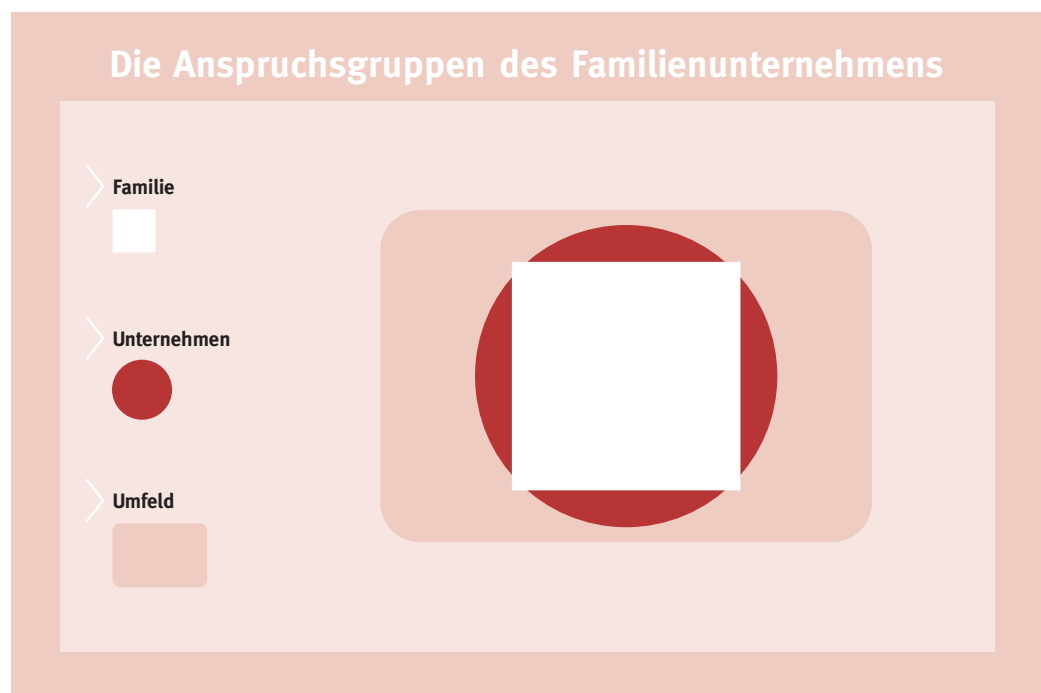 Die Anspruchsgruppen des Familienunternehmens
Familie
Unternehmen
Umfeld